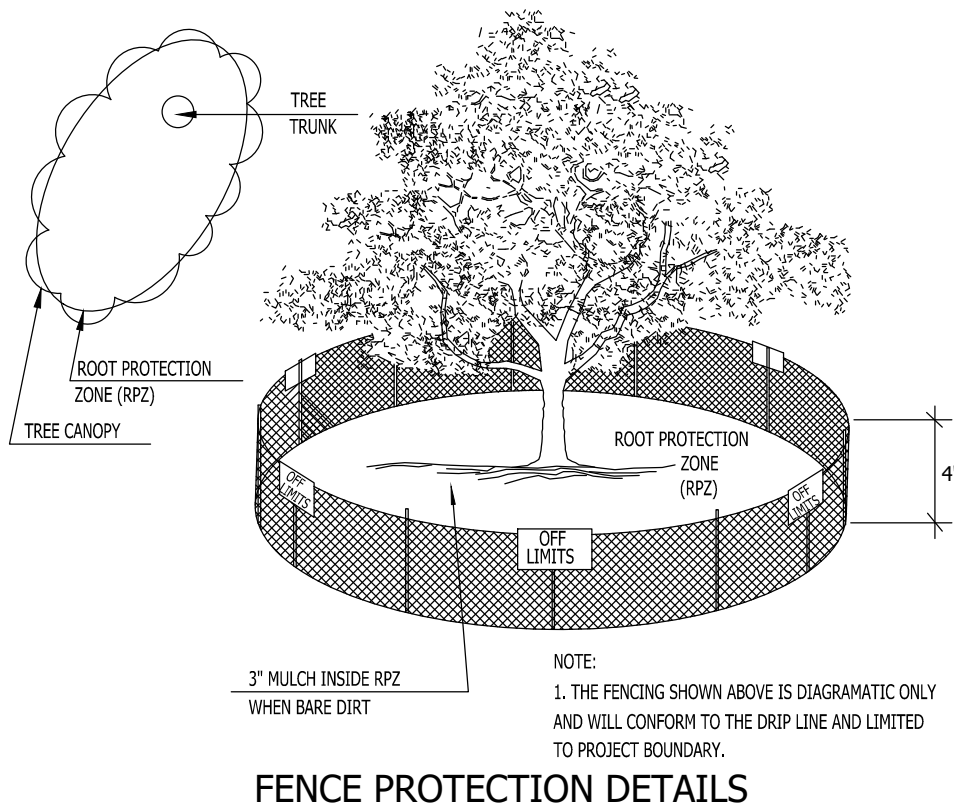 TREE
TRUNK
ROOT PROTECTION
ZONE (RPZ)
TREE CANOPY
ROOT PROTECTION
ZONE
(RPZ)
4'
OFF
LIMITS
OFF
LIMITS
OFF
LIMITS
3" MULCH INSIDE RPZ
WHEN BARE DIRT
NOTE:
1. THE FENCING SHOWN ABOVE IS DIAGRAMATIC ONLY
AND WILL CONFORM TO THE DRIP LINE AND LIMITED
TO PROJECT BOUNDARY.
FENCE PROTECTION DETAILS